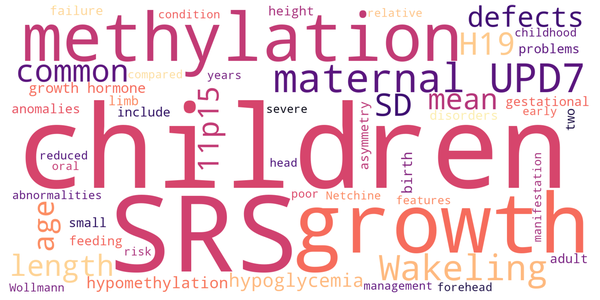 failure
condition
height
relative
methylation
H19
defects
childhood
problems
common
compared
years
maternal UPD7
growth hormone
anomalies
limb
include
11p15
severe
SD
mean
gestational
disorders
early
two
children
reduced
oral
head
asymmetry
birth
abnormalities
poor
Netchine
features
manifestation
age
small
SRS
growth
feeding
risk
length
hypomethylation
hypoglycemia
Wakeling
adult
Wollmann
management
forehead